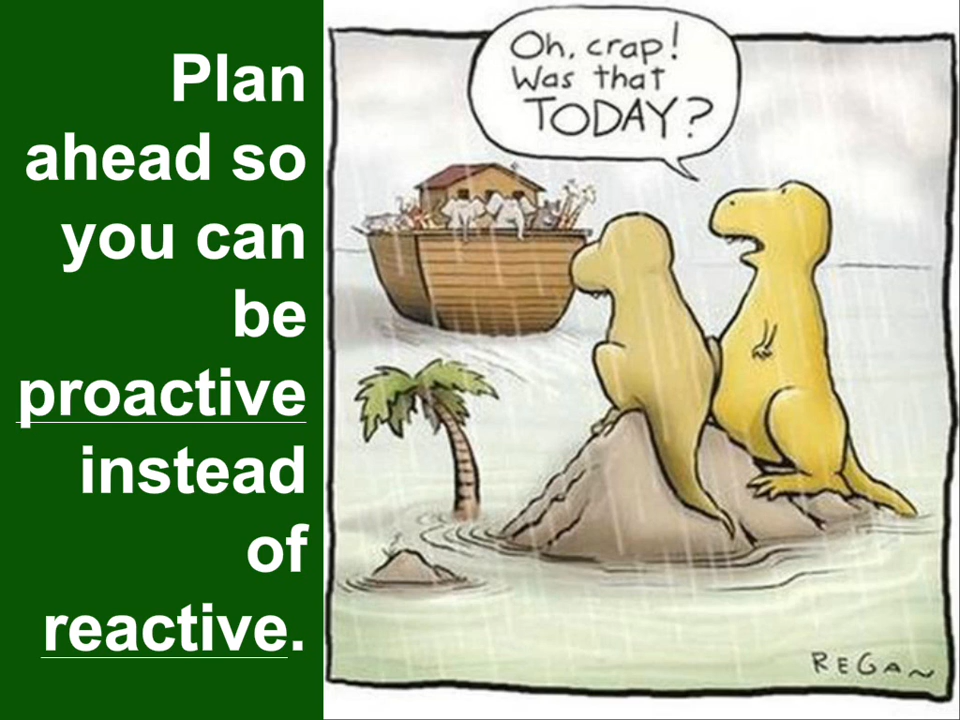 Plan
ahead so
you can
be
proactive
instead
of
reactive.
Oh, crap!
Was that
TODAY?
REGAN